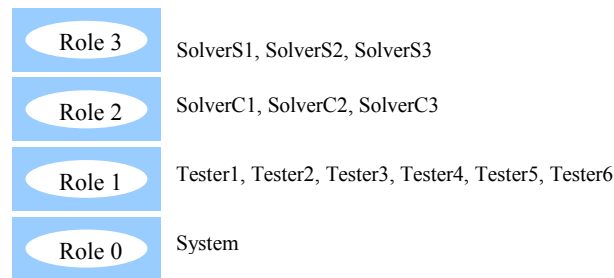 Role 3
SolverS1, SolverS2, SolverS3
Role 2
SolverC1, SolverC2, SolverC3
Role 1
Tester1, Tester2, Tester3, Tester4, Tester5, Tester6
Role 0
System